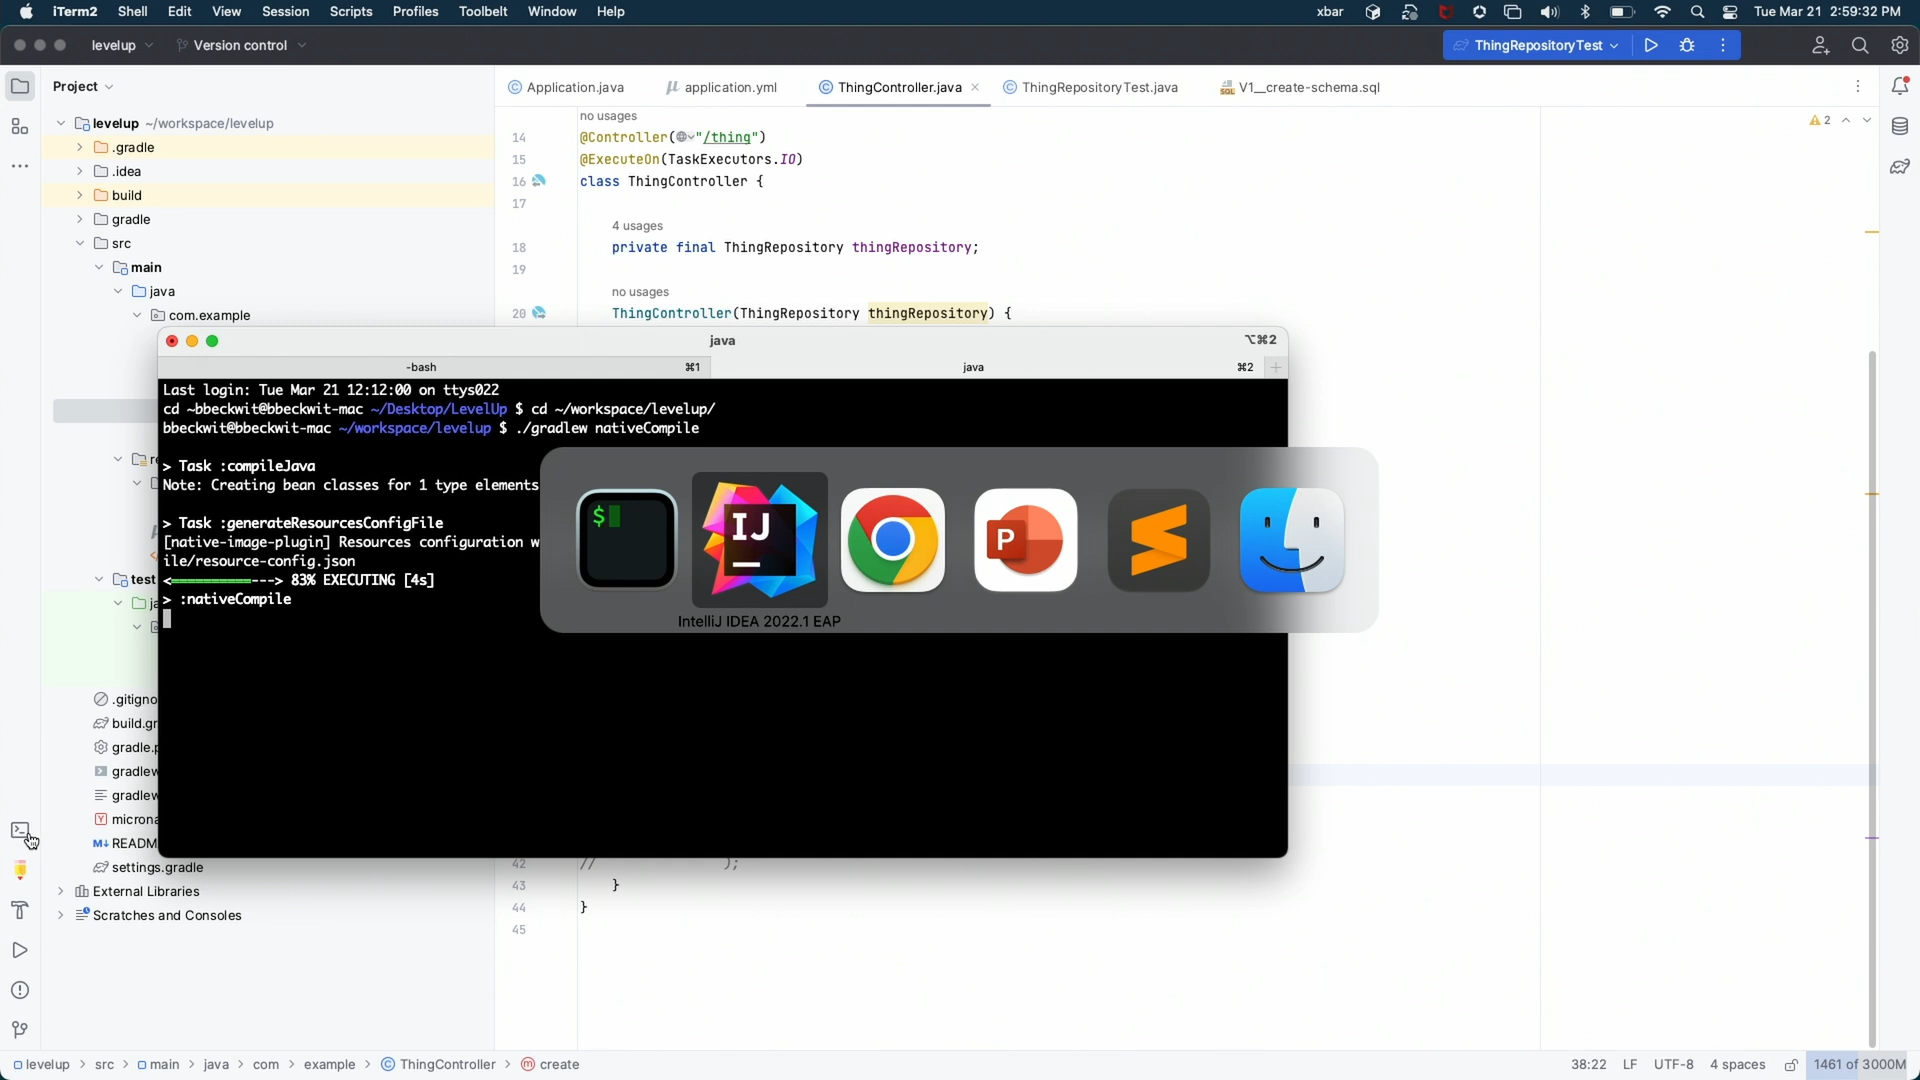 iTerm2 Shell Edit View Session Scripts Profiles Toolbelt Window Help xbar Tue Mar 21 2:59:32 PM
levelup Version control ThingRepositoryTest
Project Application.java application.yml ThingController.java ThingRepositoryTest.java V1__create-schema.sql
levelup ~/workspace/levelup
.gradle
.idea
build
gradle
src
main
java
com.example
test
.gitigno
build.gr
gradle.p
gradlew
gradlew
microna
README
settings.gradle
External Libraries
Scratches and Consoles
no usages
2
14 @Controller("/thing")
15 @ExecuteOn(TaskExecutors.IO)
16 class ThingController {
17
4 usages
18 private final ThingRepository thingRepository;
19
no usages
20 ThingController(ThingRepository thingRepository) {
java ⌥⌘2
-bash ⌘1 java ⌘2
Last login: Tue Mar 21 12:12:00 on ttys022
cd ~bbeckwit@bbeckwit-mac ~/Desktop/LevelUp $ cd ~/workspace/levelup/
bbeckwit@bbeckwit-mac ~/workspace/levelup $ ./gradlew nativeCompile
> Task :compileJava
Note: Creating bean classes for 1 type elements
> Task :generateResourcesConfigFile
[native-image-plugin] Resources configuration w
ile/resource-config.json
<==========---> 83% EXECUTING [4s]
> :nativeCompile
$
IJ
P
IntelliJ IDEA 2022.1 EAP
42 // );
43 }
44 }
45
levelup > src > main > java > com > example > ThingController > create 38:22 LF UTF-8 4 spaces 1461 of 3000M